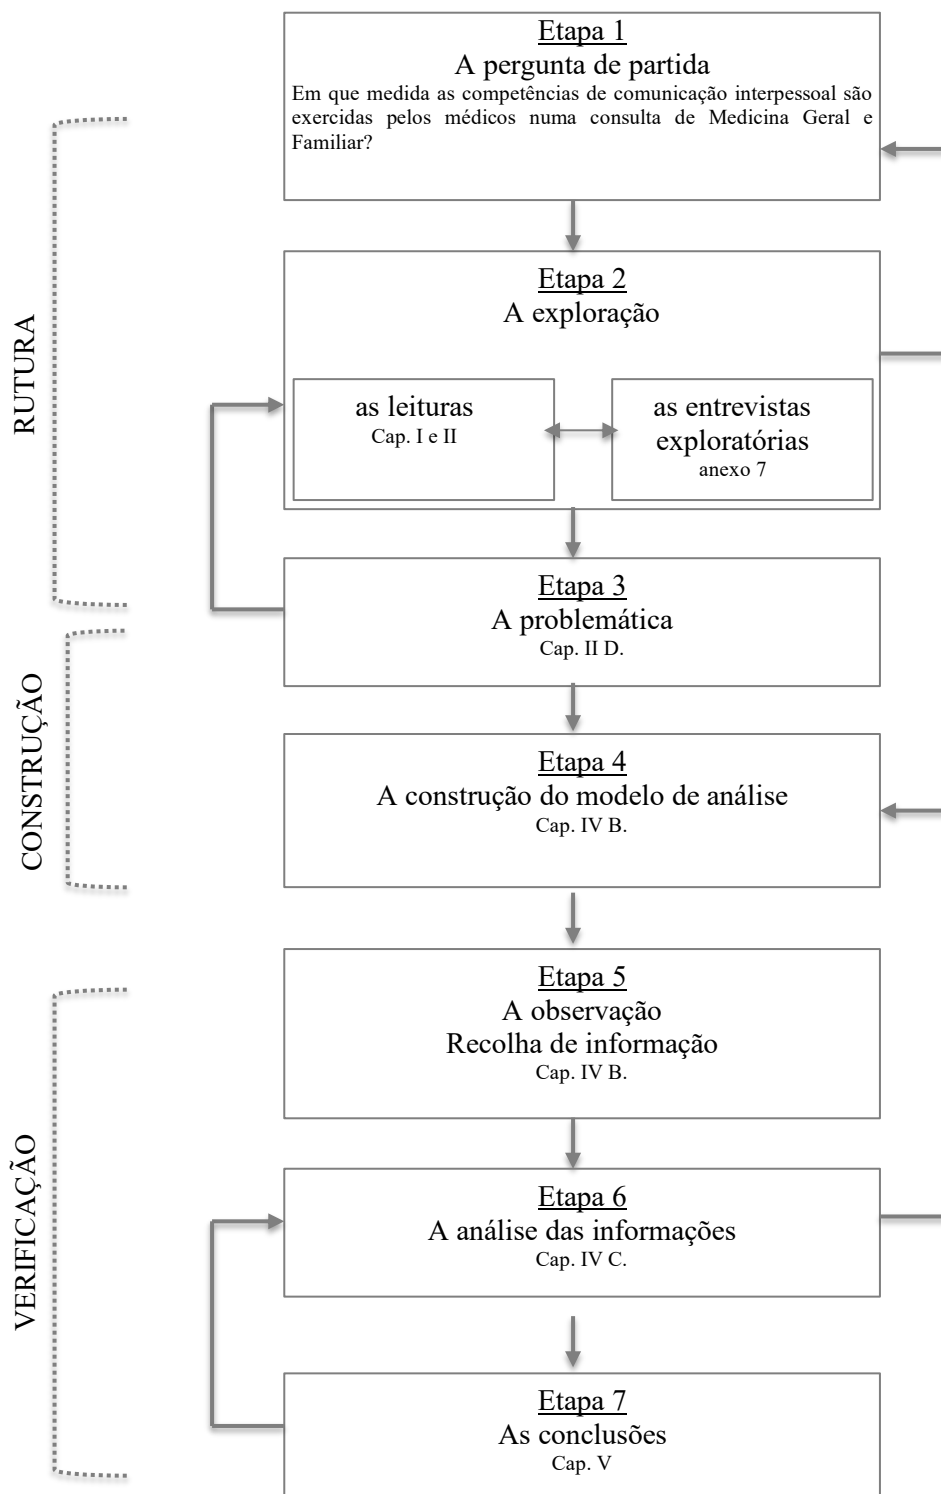 Etapa 1
A pergunta de partida
Em que medida as competências de comunicação interpessoal são
exercidas pelos médicos numa consulta de Medicina Geral e
Familiar?
RUTURA
Etapa 2
A exploração
as leituras
Cap. I e II
as entrevistas
exploratórias
anexo 7
Etapa 3
A problemática
Cap. II D.
CONSTRUÇÃO
Etapa 4
A construção do modelo de análise
Cap. IV B.
VERIFICAÇÃO
Etapa 5
A observação
Recolha de informação
Cap. IV B.
Etapa 6
A análise das informações
Cap. IV C.
Etapa 7
As conclusões
Cap. V